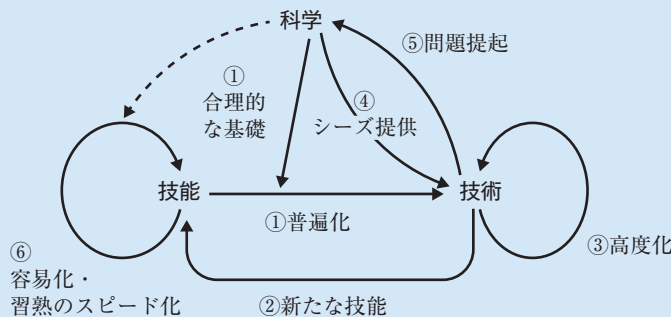 科学
⑤問題提起
①
合理的
な基礎
④
シーズ提供
技能
技術
①普遍化
③高度化
⑥
容易化・
習熟のスピード化
②新たな技能